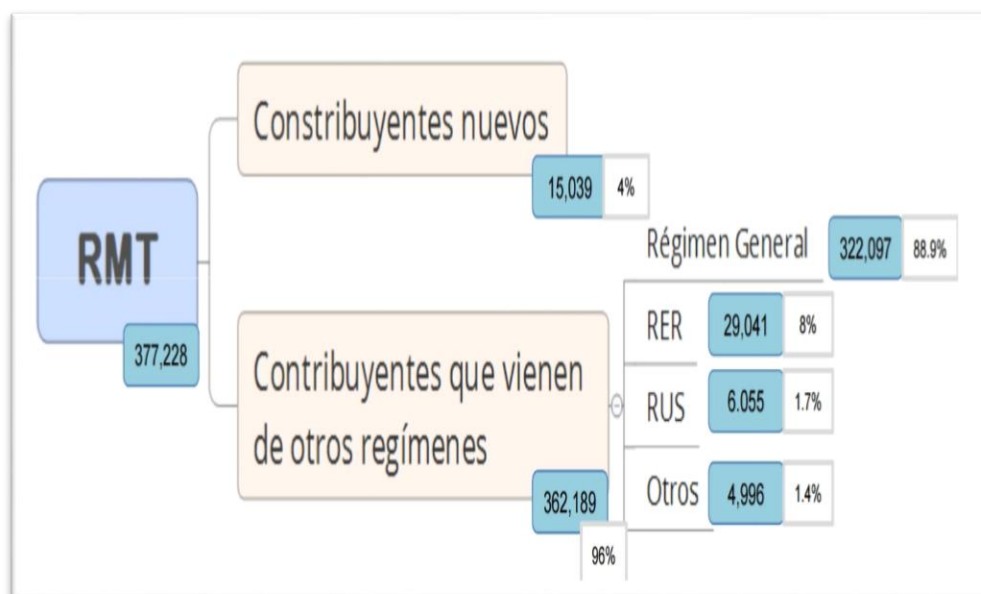 Constribuyentes nuevos
15,039 4%
RMT
377,228
Régimen General 322,097 88.9%
RER 29,041 8%
Contribuyentes que vienen
de otros regímenes
RUS 6.055 1.7%
Otros 4,996 1.4%
362,189
96%